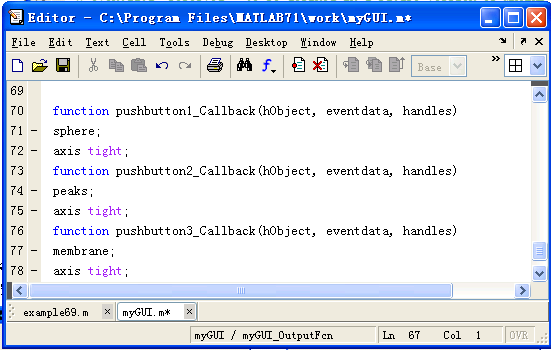 Editor - C:\Program Files\MATLAB71\work\myGUI.m*
File Edit Text Cell Tools Debug Desktop Window Help
Base
69
70 function pushbutton1_Callback(hObject, eventdata, handles)
71 - sphere;
72 - axis tight;
73 function pushbutton2_Callback(hObject, eventdata, handles)
74 - peaks;
75 - axis tight;
76 function pushbutton3_Callback(hObject, eventdata, handles)
77 - membrane;
78 - axis tight;
example69.m myGUI.m*
myGUI / myGUI_OutputFcn Ln 67 Col 1 OVR